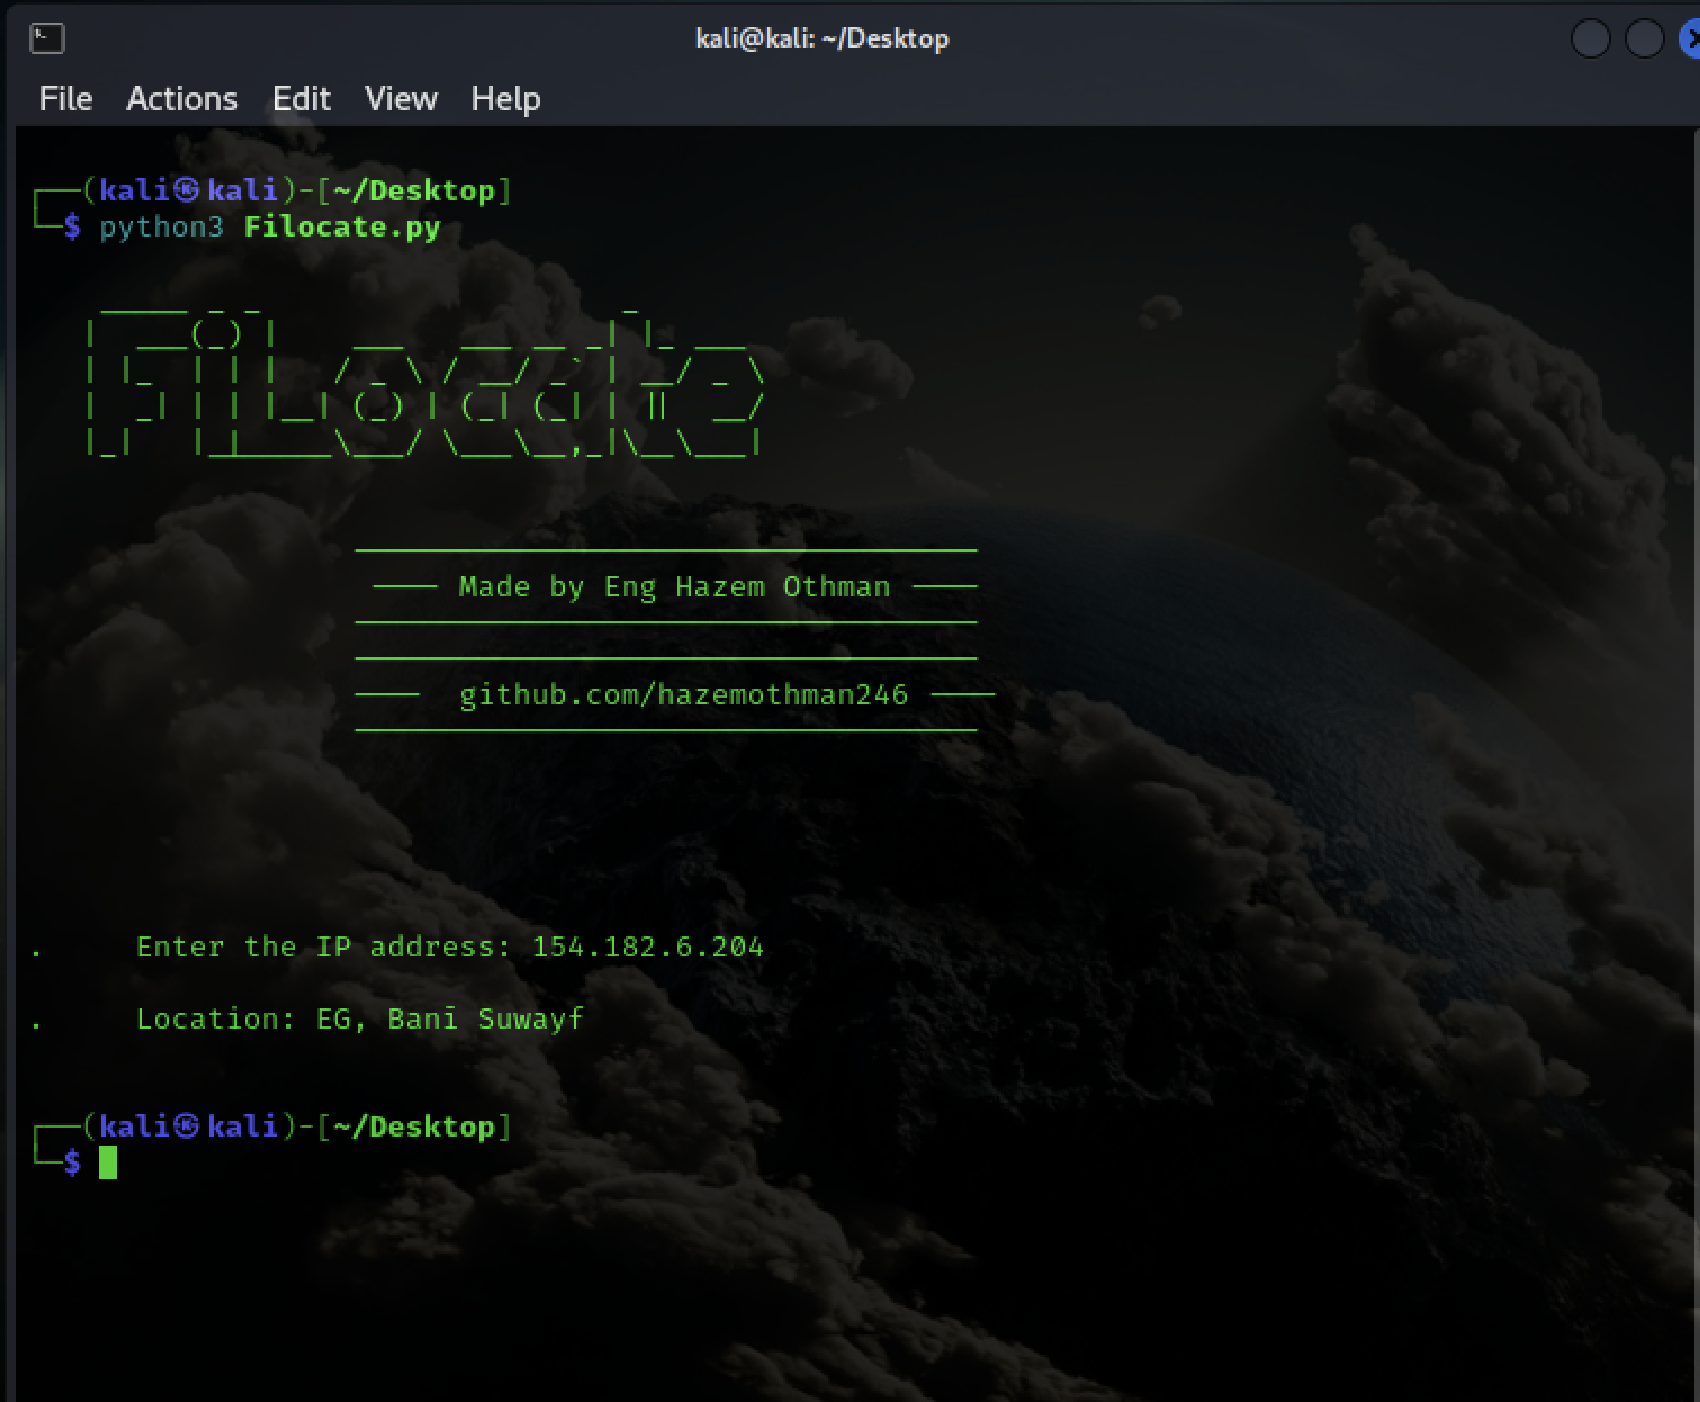 kali@kali: ~/Desktop
File Actions Edit View Help
┌──(kali㉿kali)-[~/Desktop]
└─$ python3 Filocate.py
FiLocate
──── Made by Eng Hazem Othman ────
──── github.com/hazemothman246 ────
. Enter the IP address: 154.182.6.204
. Location: EG, Banī Suwayf
┌──(kali㉿kali)-[~/Desktop]
└─$